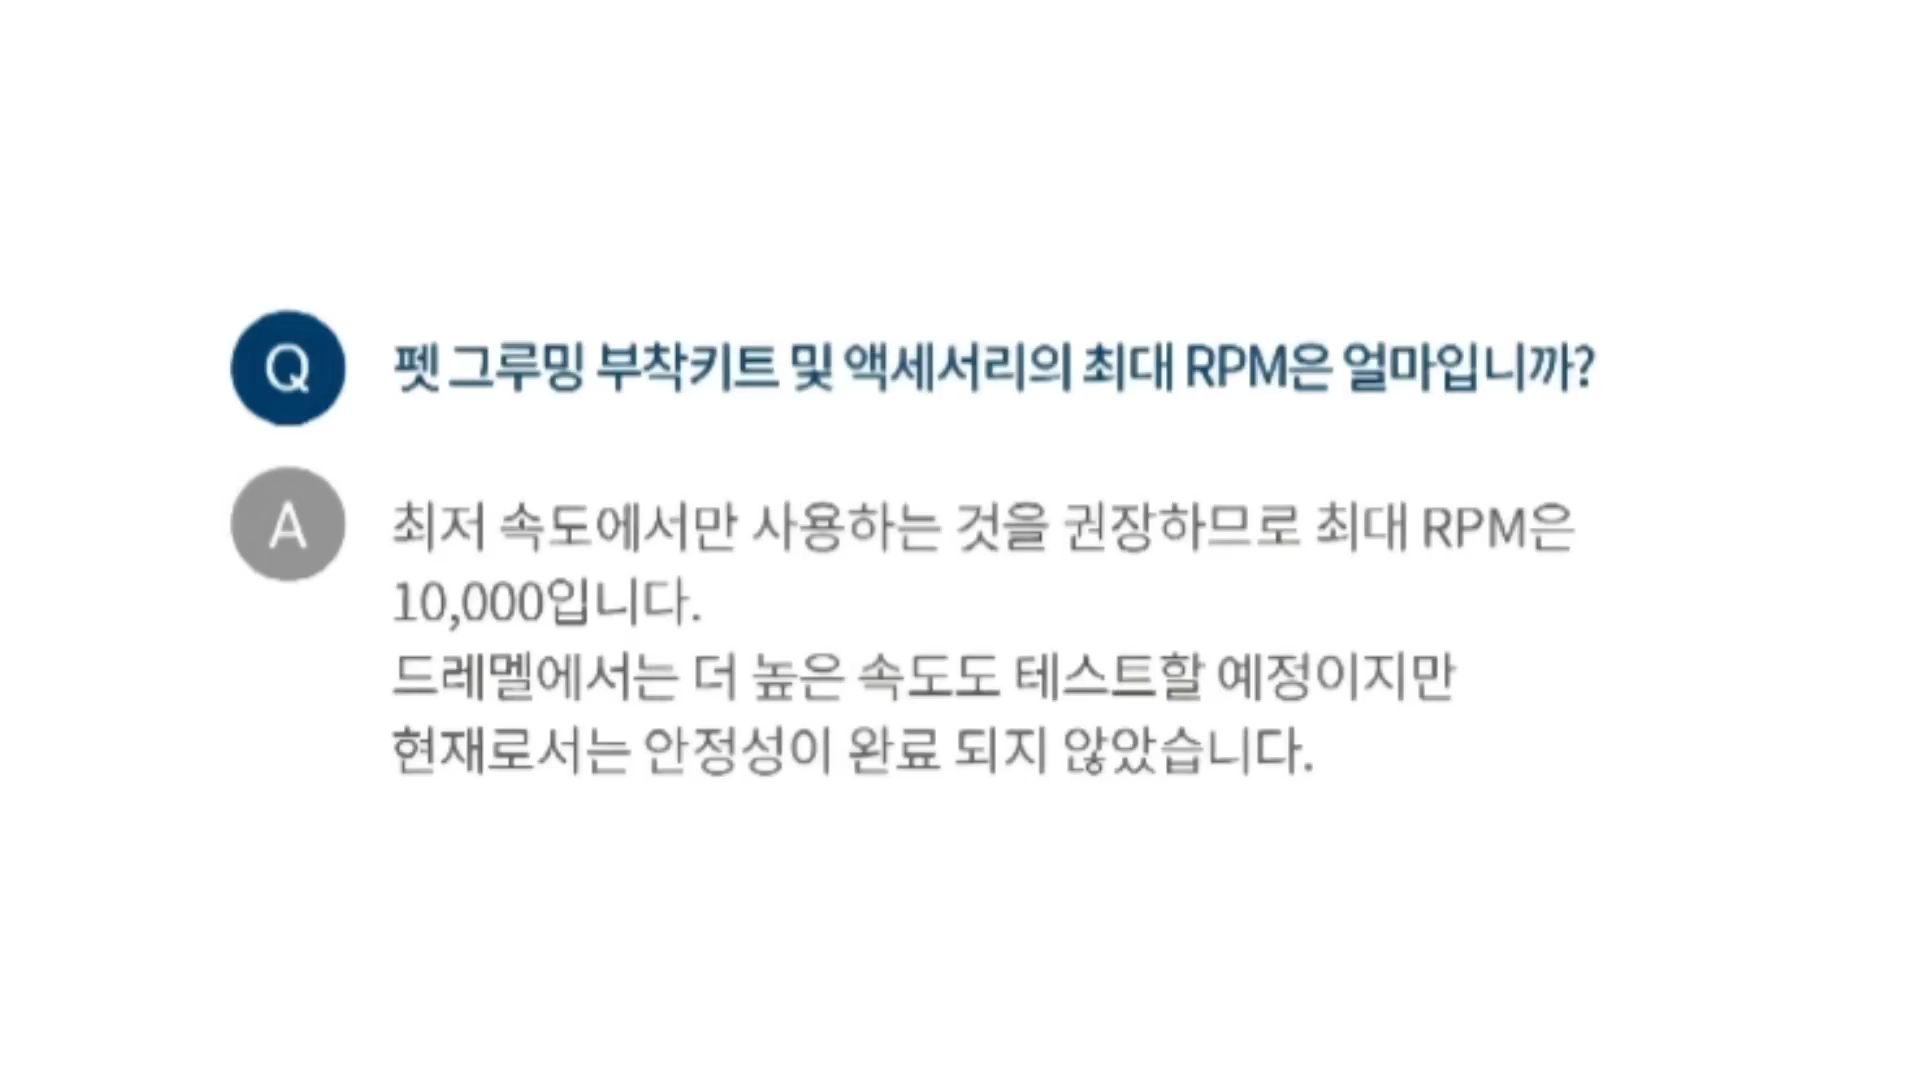 Q 펫 그루밍 부착키트 및 액세서리의 최대 RPM은 얼마입니까?
A 최저 속도에서만 사용하는 것을 권장하므로 최대 RPM은
10,000입니다.
드레멜에서는 더 높은 속도도 테스트할 예정이지만
현재로서는 안정성이 완료 되지 않았습니다.